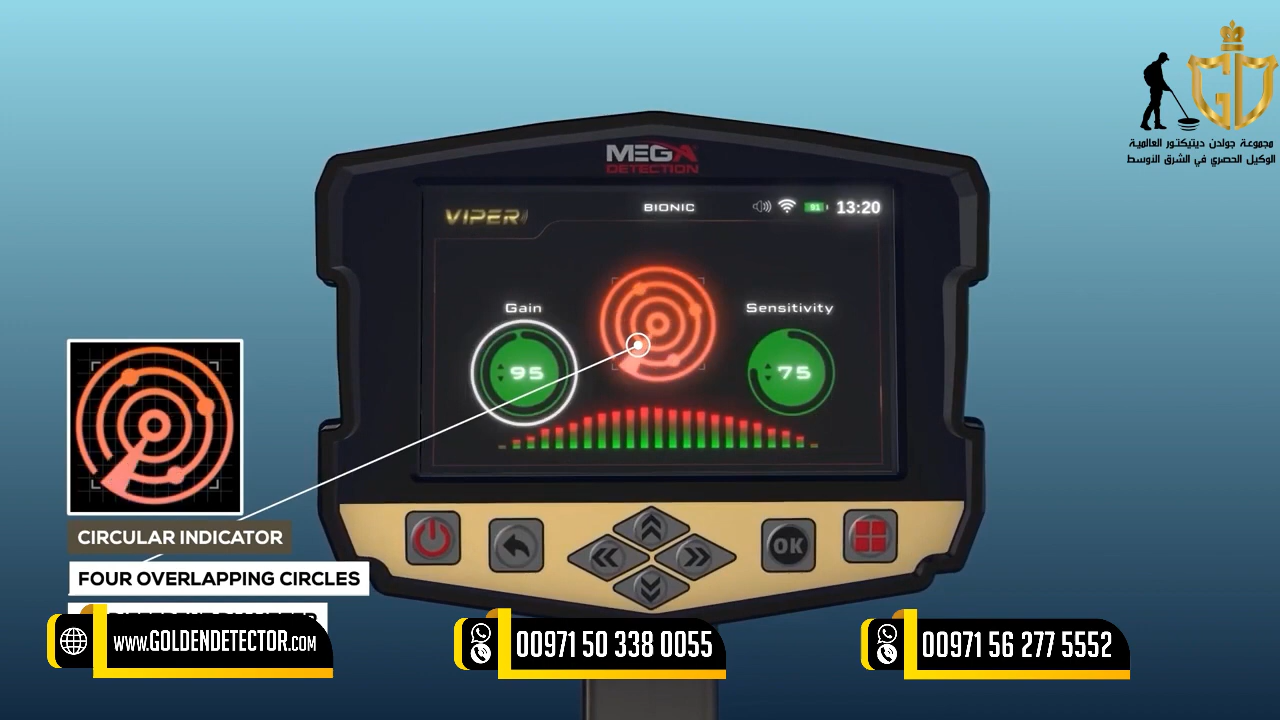 مجموعة جولدن ديتيكتور العالمية
الوكيل الحصري في الشرق الأوسط
MEGA
DETECTION
VIPER
BIONIC
91
13:20
Gain
Sensitivity
95
75
OK
CIRCULAR INDICATOR
FOUR OVERLAPPING CIRCLES
WWW.GOLDENDETECTOR.COM
00971 50 338 0055
00971 56 277 5552